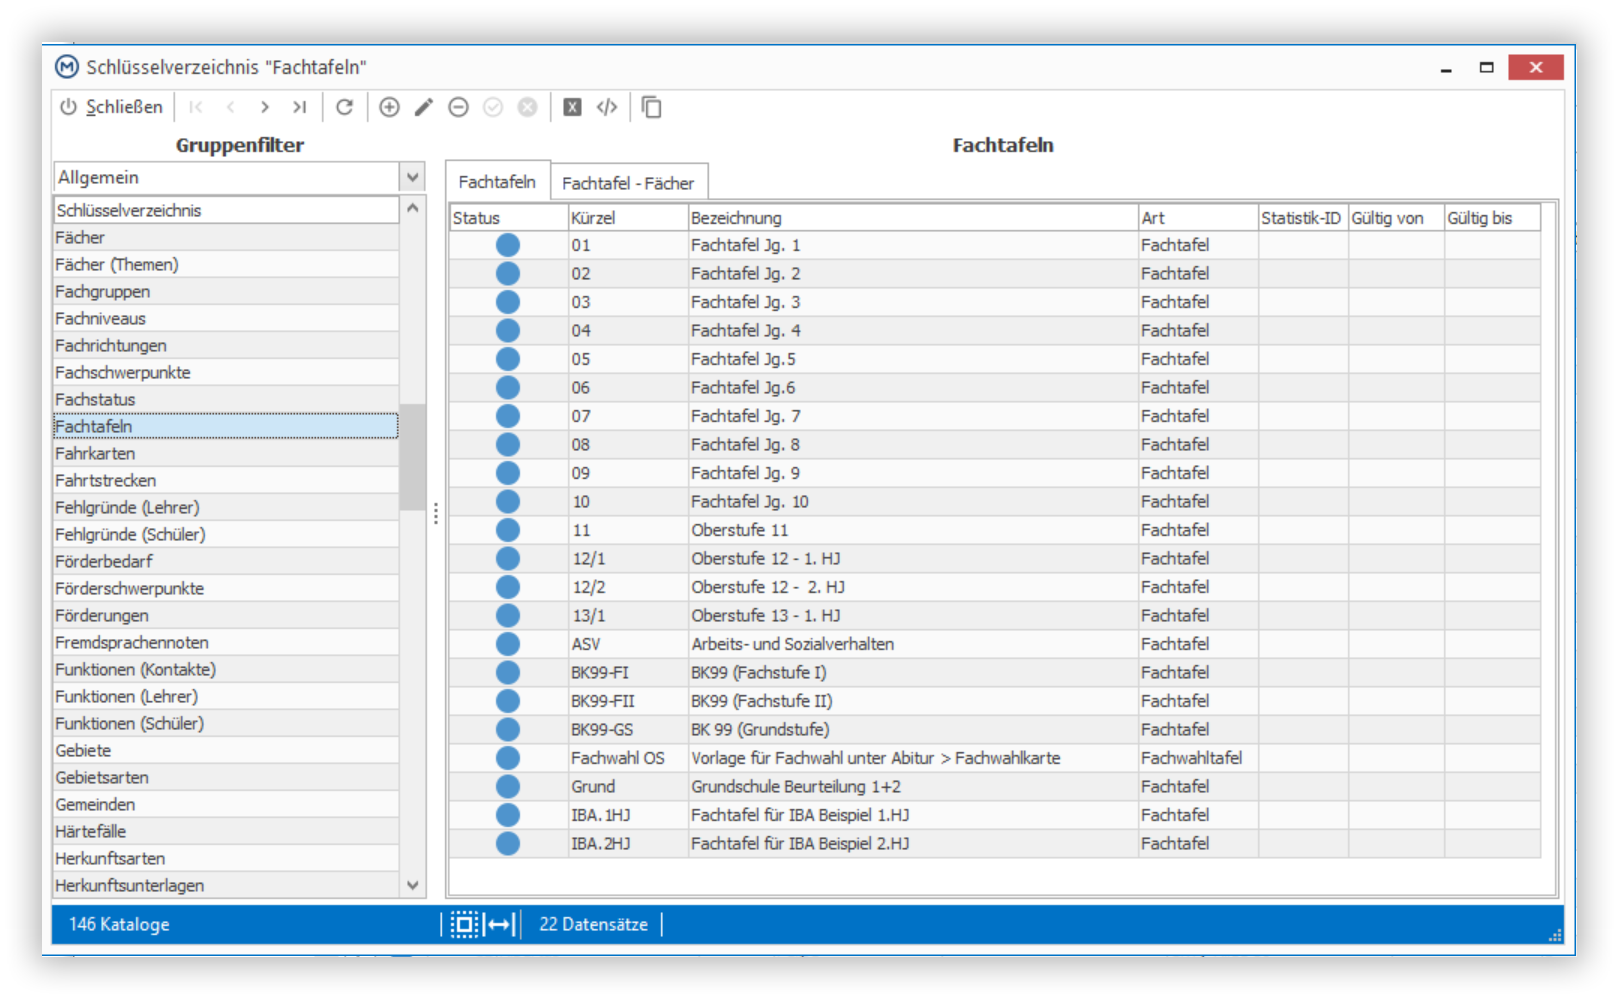 Schlüsselverzeichnis "Fachtafeln"
Schließen
Gruppenfilter
Allgemein
Schlüsselverzeichnis
Fächer
Fächer (Themen)
Fachgruppen
Fachniveaus
Fachrichtungen
Fachschwerpunkte
Fachstatus
Fachtafeln
Fahrkarten
Fahrtstrecken
Fehlgründe (Lehrer)
Fehlgründe (Schüler)
Förderbedarf
Förderschwerpunkte
Förderungen
Fremdsprachennoten
Funktionen (Kontakte)
Funktionen (Lehrer)
Funktionen (Schüler)
Gebiete
Gebietsarten
Gemeinden
Härtefälle
Herkunftsarten
Herkunftsunterlagen
Fachtafeln
Fachtafeln Fachtafel - Fächer
Status Kürzel Bezeichnung Art Statistik-ID Gültig von Gültig bis
01 Fachtafel Jg. 1 Fachtafel
02 Fachtafel Jg. 2 Fachtafel
03 Fachtafel Jg. 3 Fachtafel
04 Fachtafel Jg. 4 Fachtafel
05 Fachtafel Jg.5 Fachtafel
06 Fachtafel Jg.6 Fachtafel
07 Fachtafel Jg. 7 Fachtafel
08 Fachtafel Jg. 8 Fachtafel
09 Fachtafel Jg. 9 Fachtafel
10 Fachtafel Jg. 10 Fachtafel
11 Oberstufe 11 Fachtafel
12/1 Oberstufe 12 - 1. HJ Fachtafel
12/2 Oberstufe 12 - 2. HJ Fachtafel
13/1 Oberstufe 13 - 1. HJ Fachtafel
ASV Arbeits- und Sozialverhalten Fachtafel
BK99-FI BK99 (Fachstufe I) Fachtafel
BK99-FII BK99 (Fachstufe II) Fachtafel
BK99-GS BK 99 (Grundstufe) Fachtafel
Fachwahl OS Vorlage für Fachwahl unter Abitur > Fachwahlkarte Fachwahltafel
Grund Grundschule Beurteilung 1+2 Fachtafel
IBA.1HJ Fachtafel für IBA Beispiel 1.HJ Fachtafel
IBA.2HJ Fachtafel für IBA Beispiel 2.HJ Fachtafel
146 Kataloge 22 Datensätze